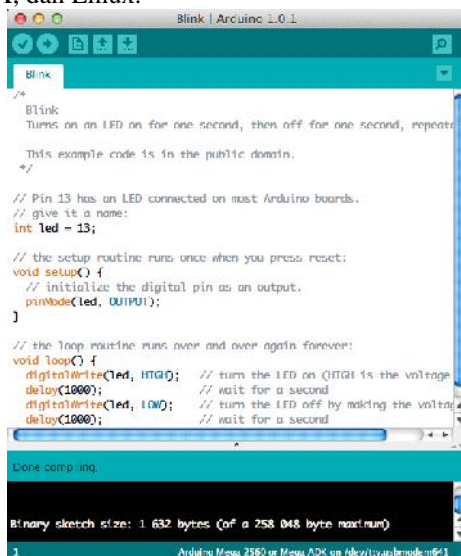 , dan Linux.
Blink | Arduino 1.0.1
Blink
/*
Blink
Turns on an LED on for one second, then off for one second, repeate
This example code is in the public domain.
*/
// Pin 13 has an LED connected on most Arduino boards.
// give it a name:
int led = 13;
// the setup routine runs once when you press reset:
void setup() {
// initialize the digital pin as an output.
pinMode(led, OUTPUT);
}
// the loop routine runs over and over again forever:
void loop() {
digitalWrite(led, HIGH); // turn the LED on (HIGH is the voltage
delay(1000); // wait for a second
digitalWrite(led, LOW); // turn the LED off by making the voltag
delay(1000); // wait for a second
Done compiling.
Binary sketch size: 1 632 bytes (of a 258 048 byte maximum)
1 Arduino Mega 2560 or Mega ADK on /dev/tty.usbmodem641